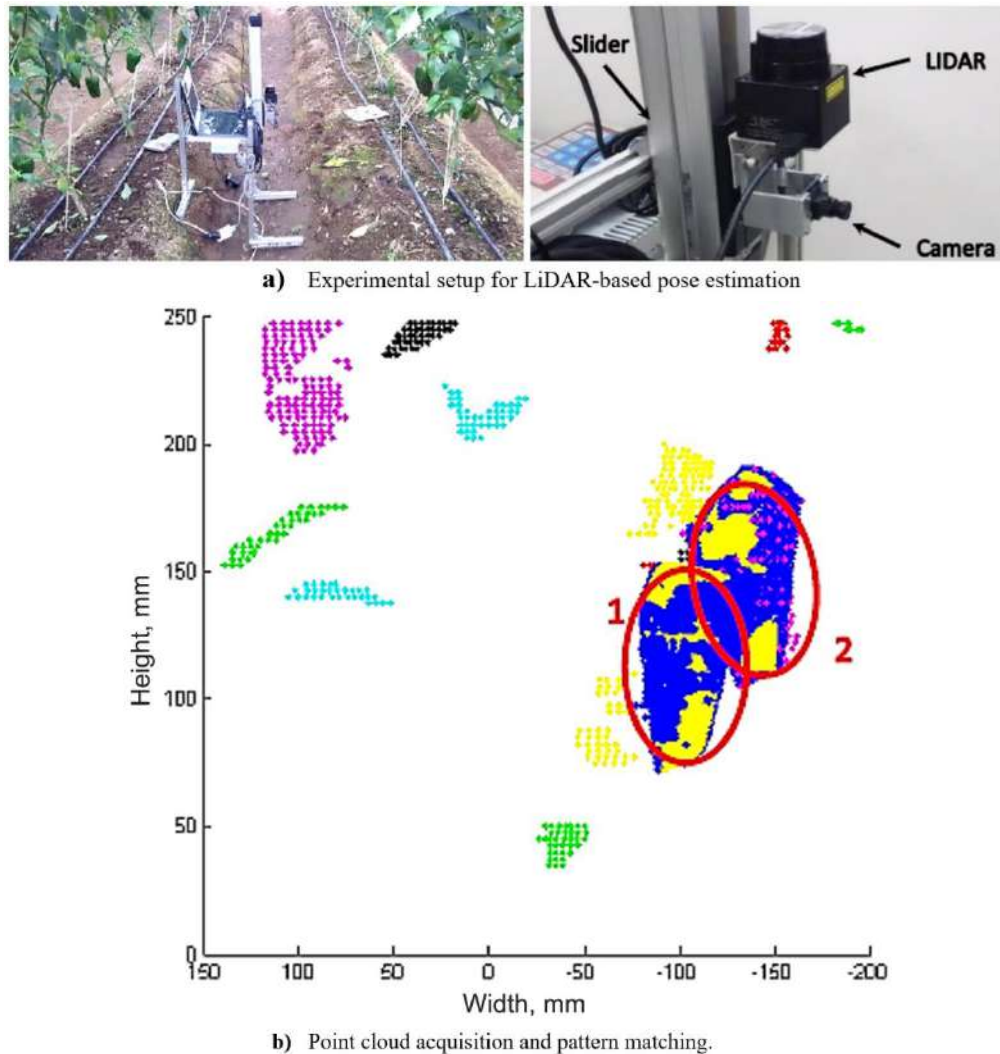 Slider
LIDAR
Camera
a) Experimental setup for LiDAR-based pose estimation
250
200
150
100
50
0
Height, mm
1
2
150 100 50 0 -50 -100 -150 -200
Width, mm
b) Point cloud acquisition and pattern matching.